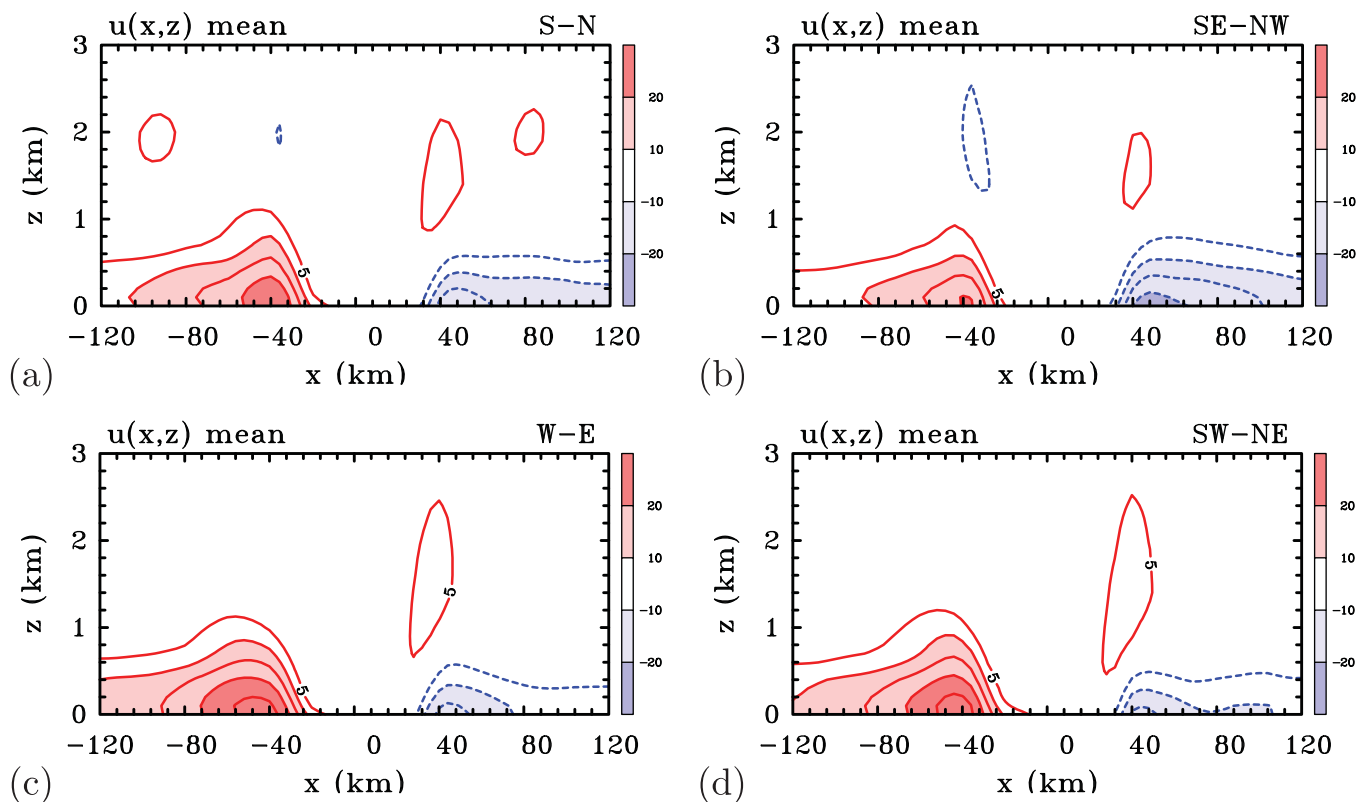 u(x,z) mean S-N
3
2
1
0
z (km)
-120 -80 -40 0 40 80 120
x (km)
20
10
-10
-20
5
(a)
u(x,z) mean SE-NW
3
2
1
0
z (km)
-120 -80 -40 0 40 80 120
x (km)
20
10
-10
-20
5
(b)
u(x,z) mean W-E
3
2
1
0
z (km)
-120 -80 -40 0 40 80 120
x (km)
20
10
-10
-20
5
5
(c)
u(x,z) mean SW-NE
3
2
1
0
z (km)
-120 -80 -40 0 40 80 120
x (km)
20
10
-10
-20
5
5
(d)